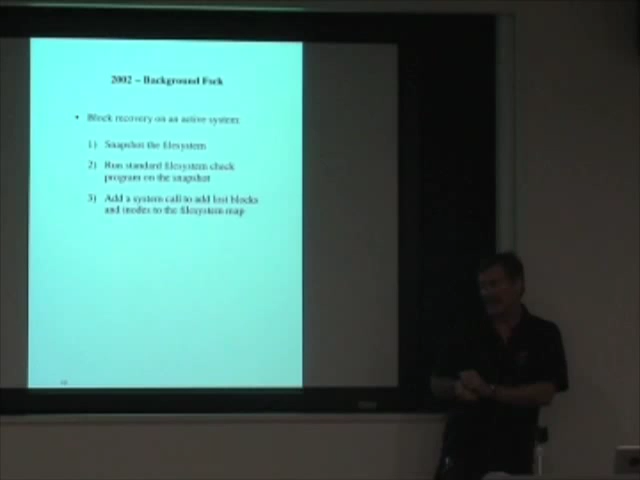 2002 – Background Fsck
• Block recovery on an active system:
1) Snapshot the filesystem
2) Run standard filesystem check
program on the snapshot
3) Add a system call to add lost blocks
and inodes to the filesystem map